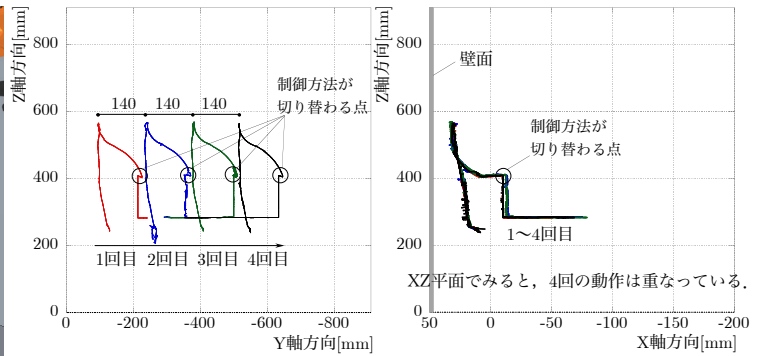 Z軸方向[mm]
800
600
400
200
0
0
-200
-400
-600
-800
Y軸方向[mm]
140
140
140
制御方法が
切り替わる点
1回目
2回目
3回目
4回目
Z軸方向[mm]
800
600
400
200
0
50
0
-50
-100
-150
-200
X軸方向[mm]
壁面
制御方法が
切り替わる点
1〜4回目
XZ平面でみると，4回の動作は重なっている．